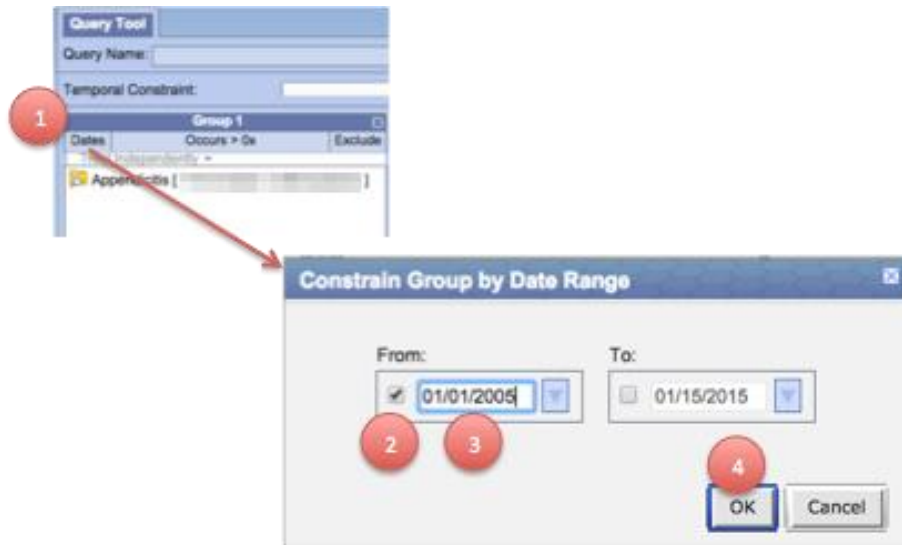 Query Tool
Query Name:
Temporal Constraint:
1
Group 1
Dates Occurs > 0x Exclude
Independently
Appendicitis [ ]
Constrain Group by Date Range
From: To:
01/01/2005 01/15/2015
2 3
4
OK Cancel